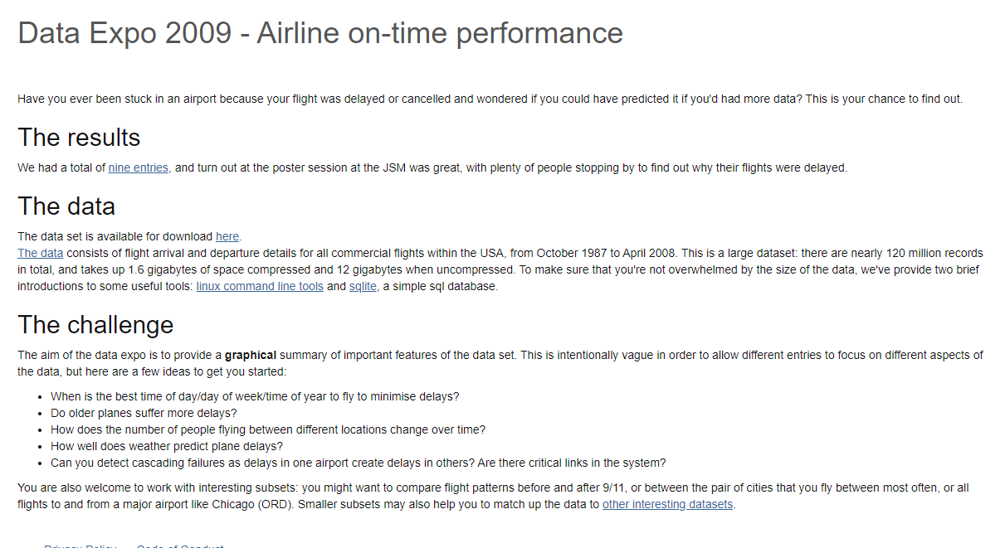 Data Expo 2009 - Airline on-time performance
Have you ever been stuck in an airport because your flight was delayed or cancelled and wondered if you could have predicted it if you'd had more data? This is your chance to find out.
The results
We had a total of nine entries, and turn out at the poster session at the JSM was great, with plenty of people stopping by to find out why their flights were delayed.
The data
The data set is available for download here.
The data consists of flight arrival and departure details for all commercial flights within the USA, from October 1987 to April 2008. This is a large dataset: there are nearly 120 million records
in total, and takes up 1.6 gigabytes of space compressed and 12 gigabytes when uncompressed. To make sure that you're not overwhelmed by the size of the data, we've provide two brief
introductions to some useful tools: linux command line tools and sqlite, a simple sql database.
The challenge
The aim of the data expo is to provide a graphical summary of important features of the data set. This is intentionally vague in order to allow different entries to focus on different aspects of
the data, but here are a few ideas to get you started:
• When is the best time of day/day of week/time of year to fly to minimise delays?
• Do older planes suffer more delays?
• How does the number of people flying between different locations change over time?
• How well does weather predict plane delays?
• Can you detect cascading failures as delays in one airport create delays in others? Are there critical links in the system?
You are also welcome to work with interesting subsets: you might want to compare flight patterns before and after 9/11, or between the pair of cities that you fly between most often, or all
flights to and from a major airport like Chicago (ORD). Smaller subsets may also help you to match up the data to other interesting datasets.
Privacy Policy Code of Conduct